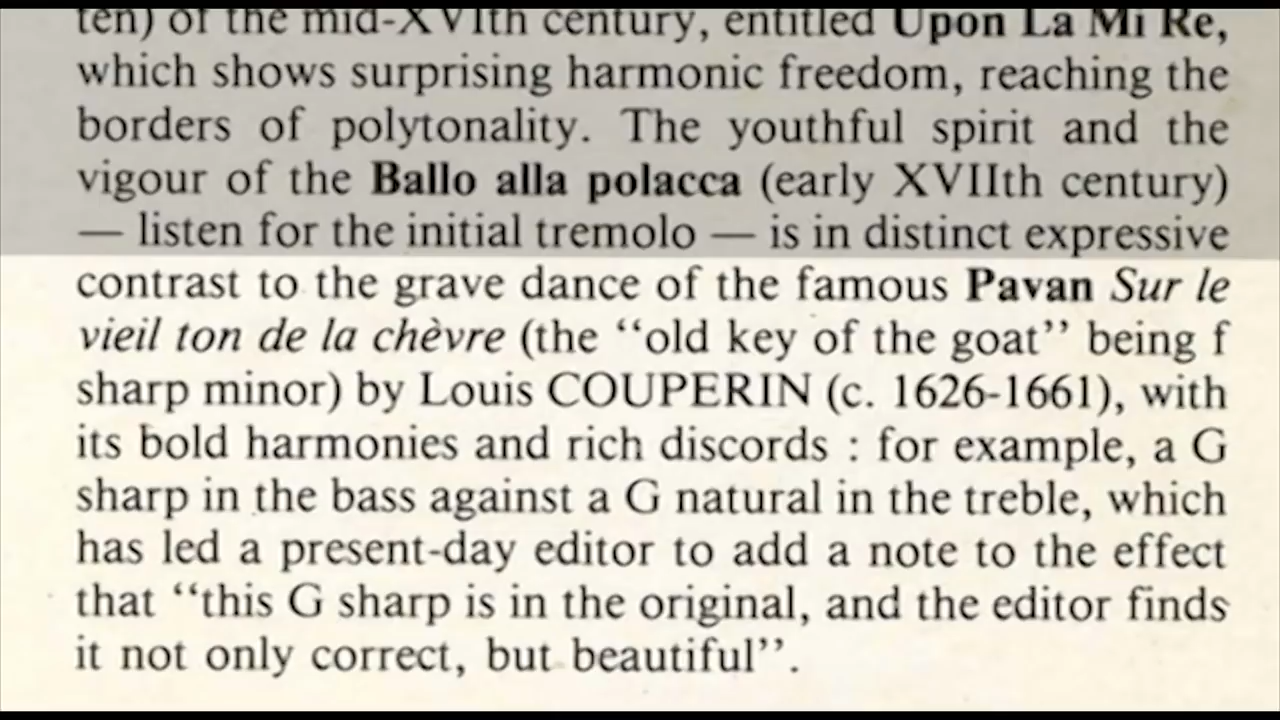 ten) of the mid-XVIth century, entitled Upon La Mi Re,
which shows surprising harmonic freedom, reaching the
borders of polytonality. The youthful spirit and the
vigour of the Ballo alla polacca (early XVIIth century)
— listen for the initial tremolo — is in distinct expressive
contrast to the grave dance of the famous Pavan Sur le
vieil ton de la chèvre (the ‘‘old key of the goat’’ being f
sharp minor) by Louis COUPERIN (c. 1626-1661), with
its bold harmonies and rich discords : for example, a G
sharp in the bass against a G natural in the treble, which
has led a present-day editor to add a note to the effect
that ‘‘this G sharp is in the original, and the editor finds
it not only correct, but beautiful’’.